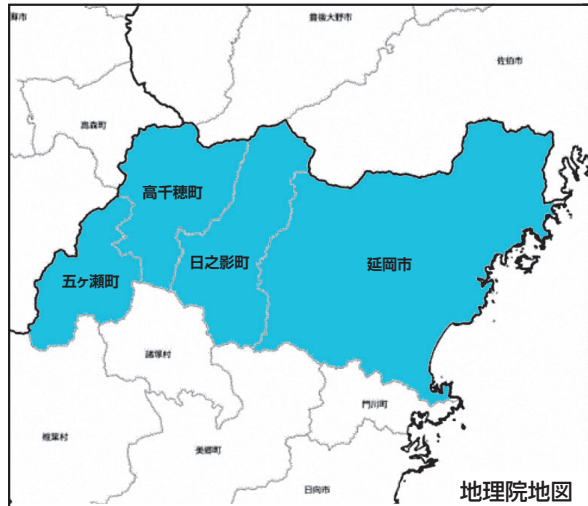 蘇市
豊後大野市
佐伯市
高森町
高千穂町
日之影町
延岡市
五ヶ瀬町
諸塚村
門川町
椎葉村
美郷町
日向市
地理院地図